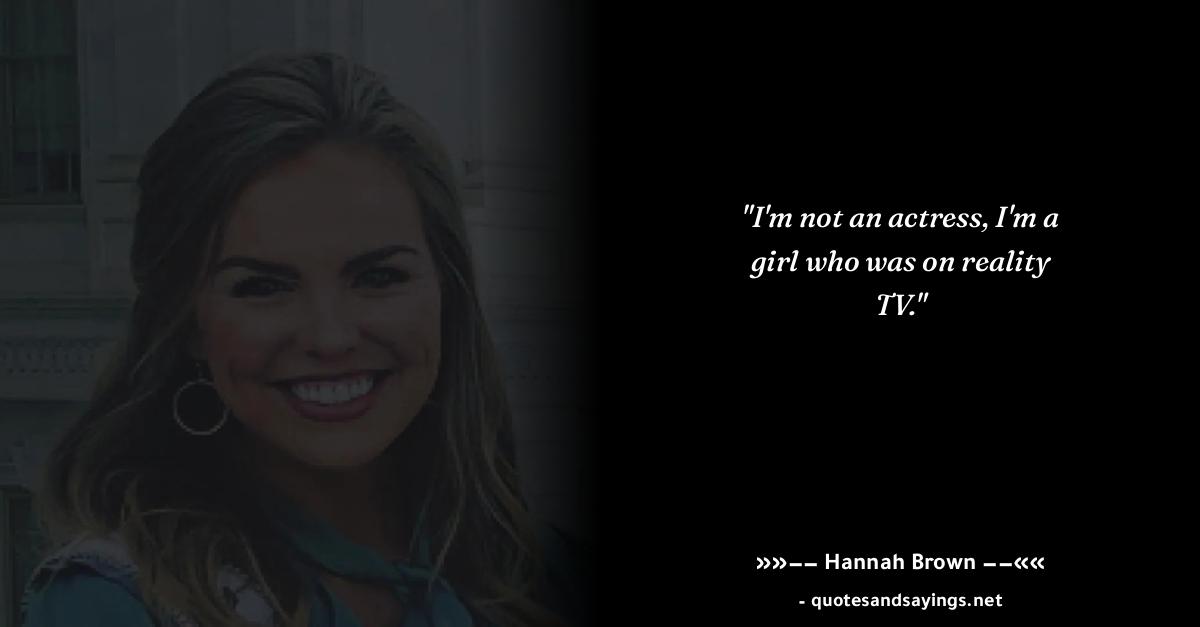 "I'm not an actress, I'm a
girl who was on reality
TV."
»»–– Hannah Brown ––««
- quotesandsayings.net